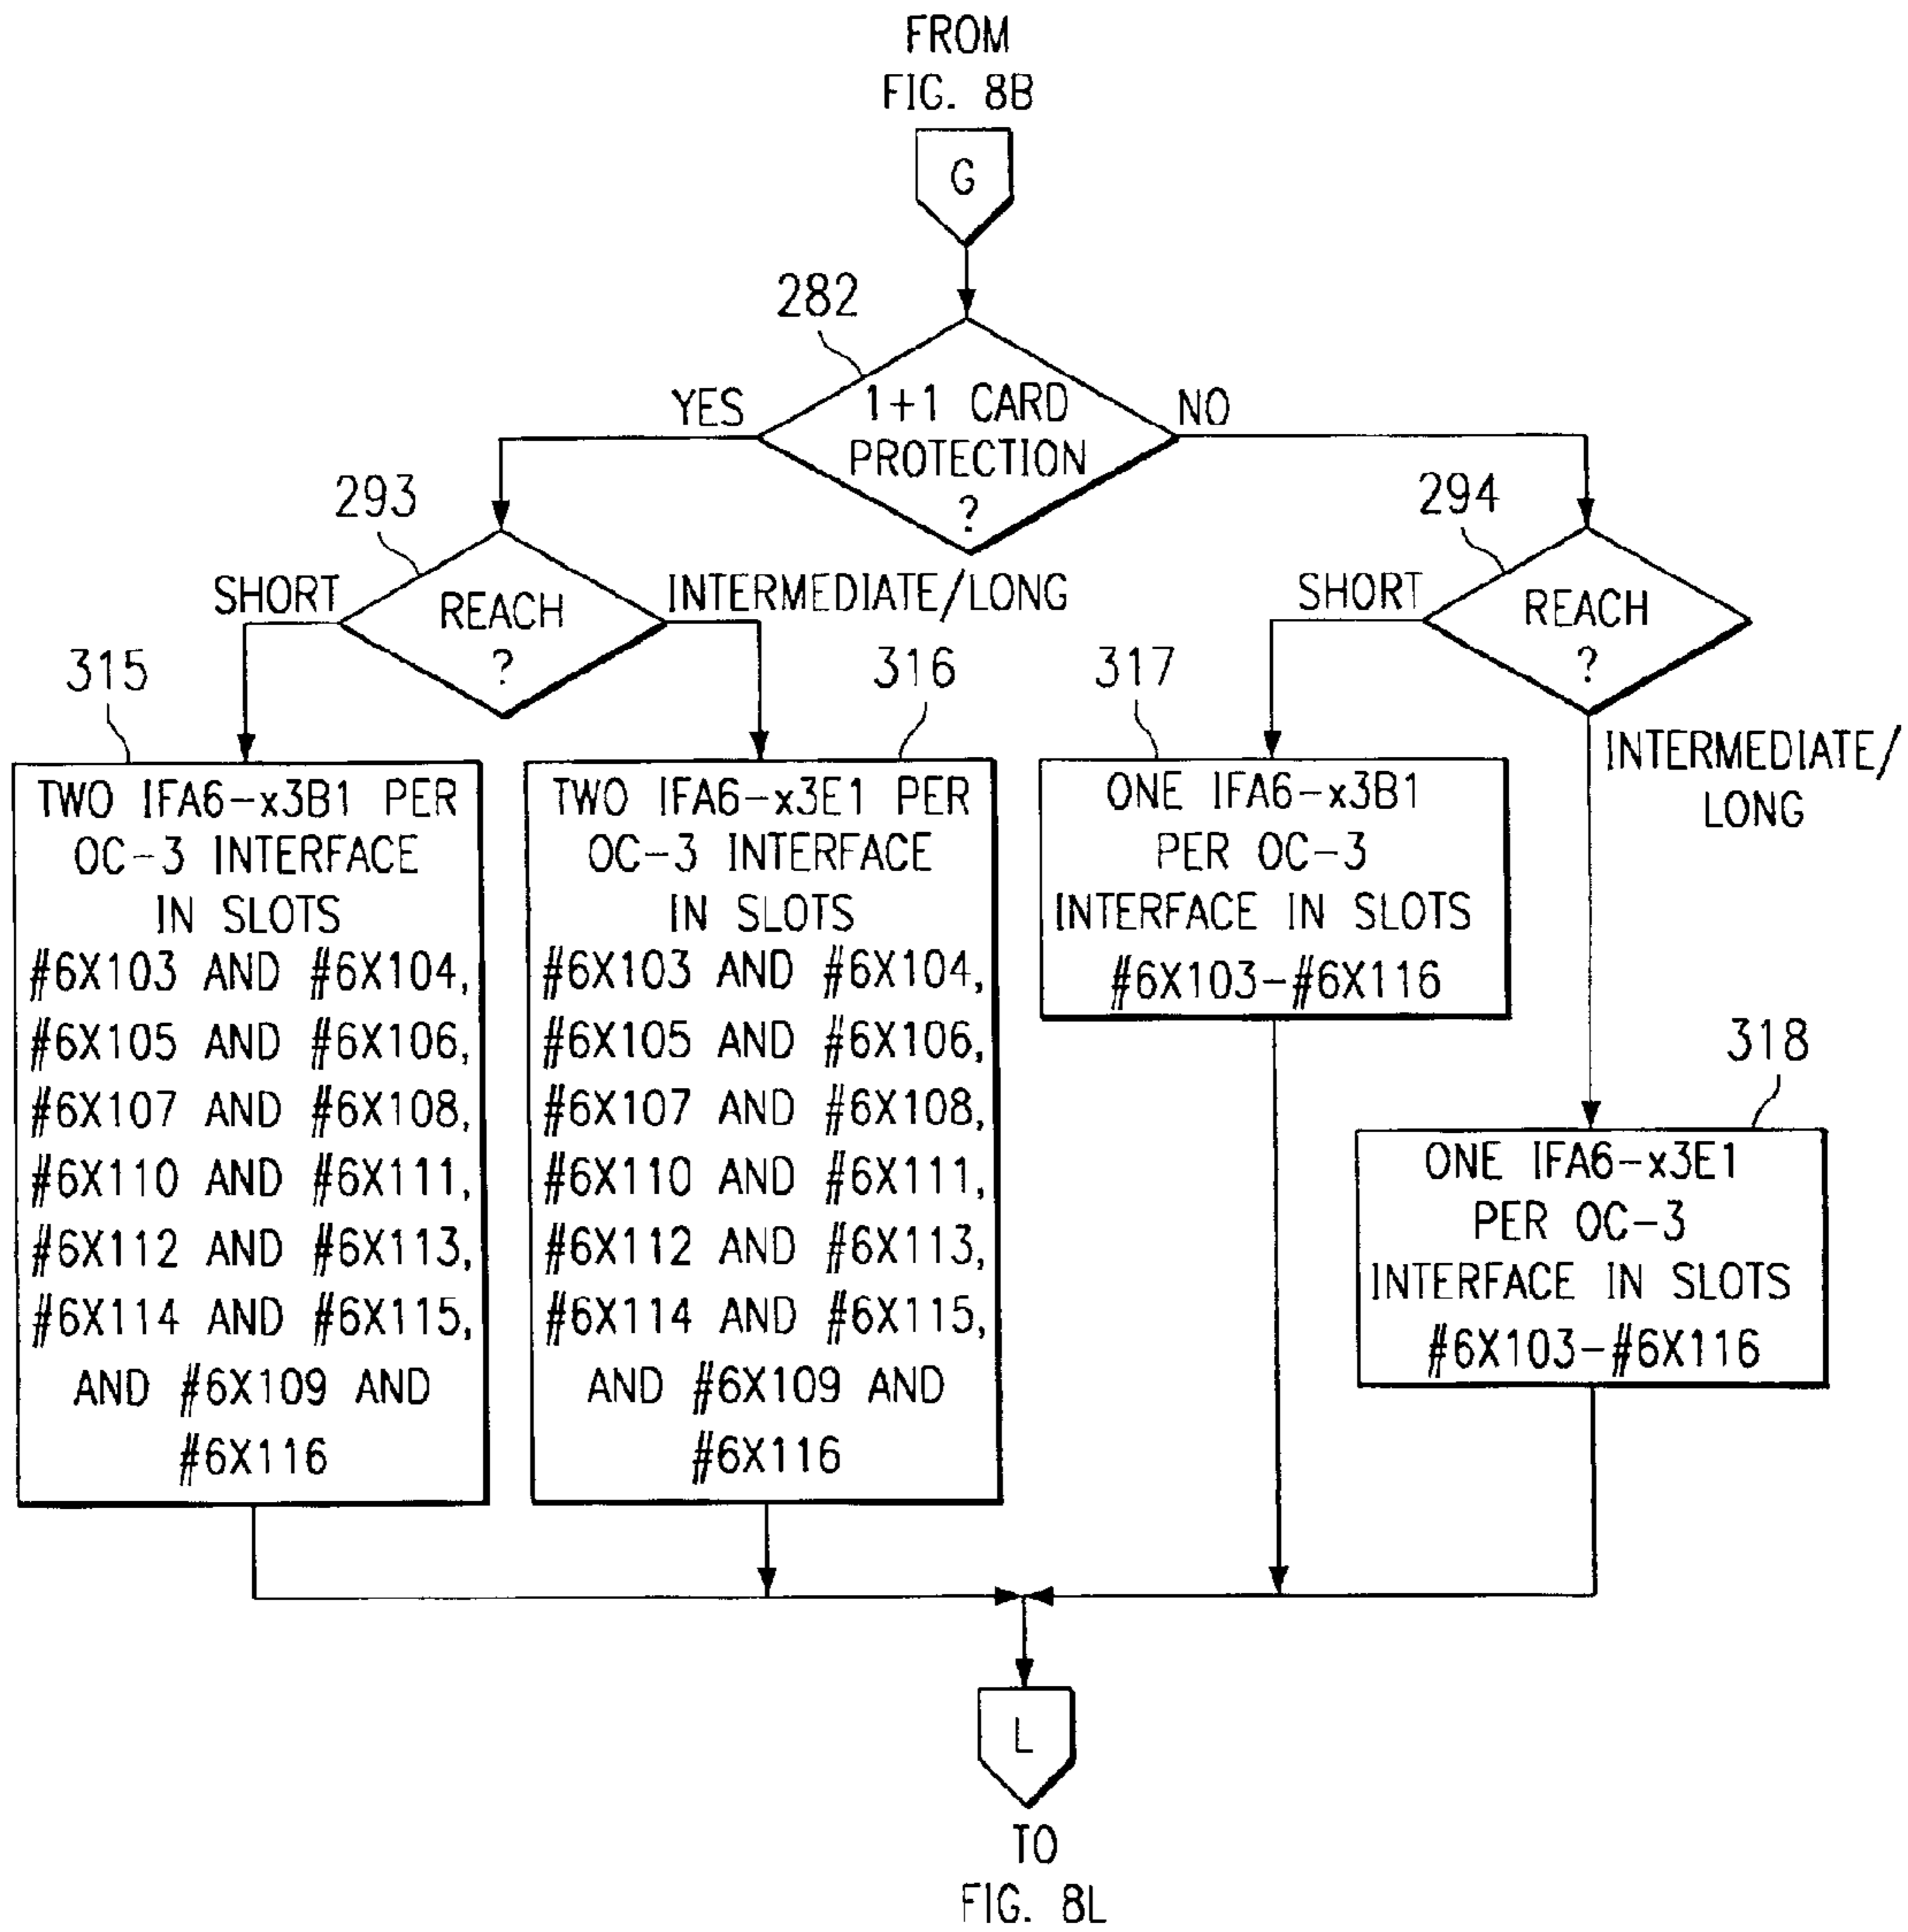 FROM
FIG. 8B
G
282
1+1 CARD
PROTECTION
?
YES
NO
293
REACH
?
SHORT
INTERMEDIATE/LONG
294
REACH
?
SHORT
INTERMEDIATE/
LONG
315
TWO IFA6-x3B1 PER
OC-3 INTERFACE
IN SLOTS
#6X103 AND #6X104,
#6X105 AND #6X106,
#6X107 AND #6X108,
#6X110 AND #6X111,
#6X112 AND #6X113,
#6X114 AND #6X115,
AND #6X109 AND
#6X116
316
TWO IFA6-x3E1 PER
OC-3 INTERFACE
IN SLOTS
#6X103 AND #6X104,
#6X105 AND #6X106,
#6X107 AND #6X108,
#6X110 AND #6X111,
#6X112 AND #6X113,
#6X114 AND #6X115,
AND #6X109 AND
#6X116
317
ONE IFA6-x3B1
PER OC-3
INTERFACE IN SLOTS
#6X103-#6X116
318
ONE IFA6-x3E1
PER OC-3
INTERFACE IN SLOTS
#6X103-#6X116
L
TO
FIG. 8L